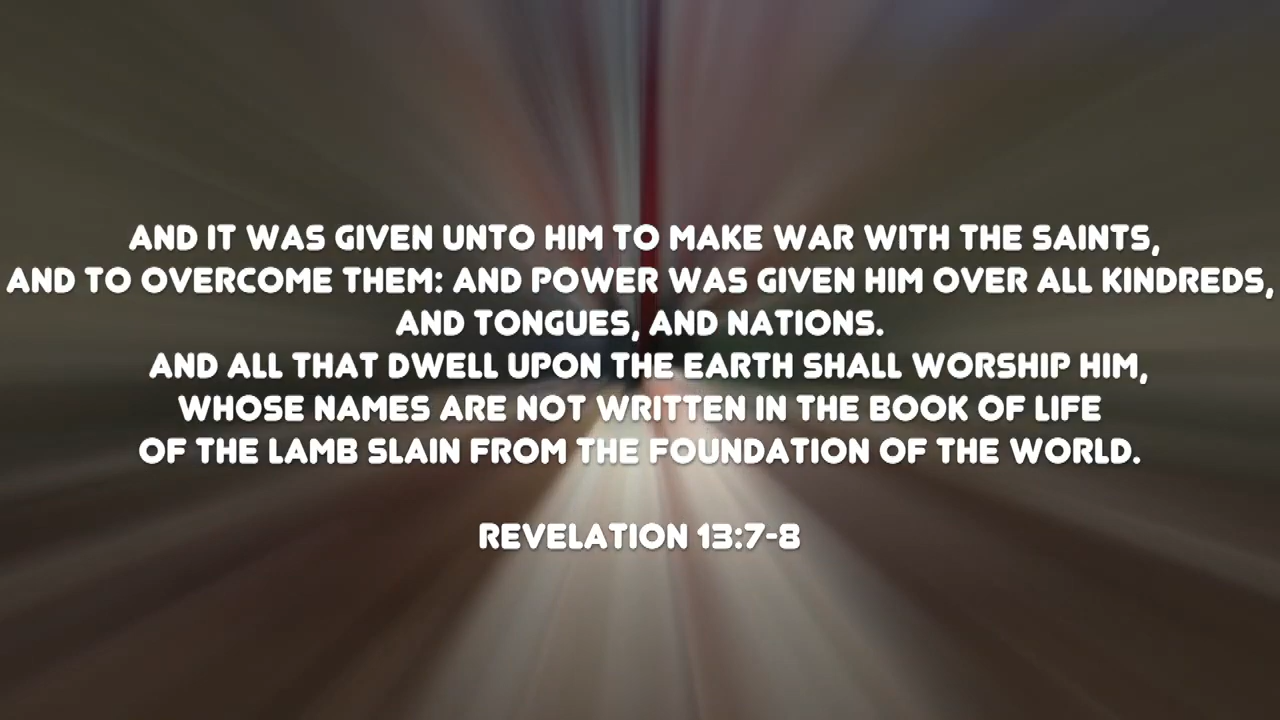 AND IT WAS GIVEN UNTO HIM TO MAKE WAR WITH THE SAINTS,
AND TO OVERCOME THEM: AND POWER WAS GIVEN HIM OVER ALL KINDREDS,
AND TONGUES, AND NATIONS.
AND ALL THAT DWELL UPON THE EARTH SHALL WORSHIP HIM,
WHOSE NAMES ARE NOT WRITTEN IN THE BOOK OF LIFE
OF THE LAMB SLAIN FROM THE FOUNDATION OF THE WORLD.
REVELATION 13:7-8